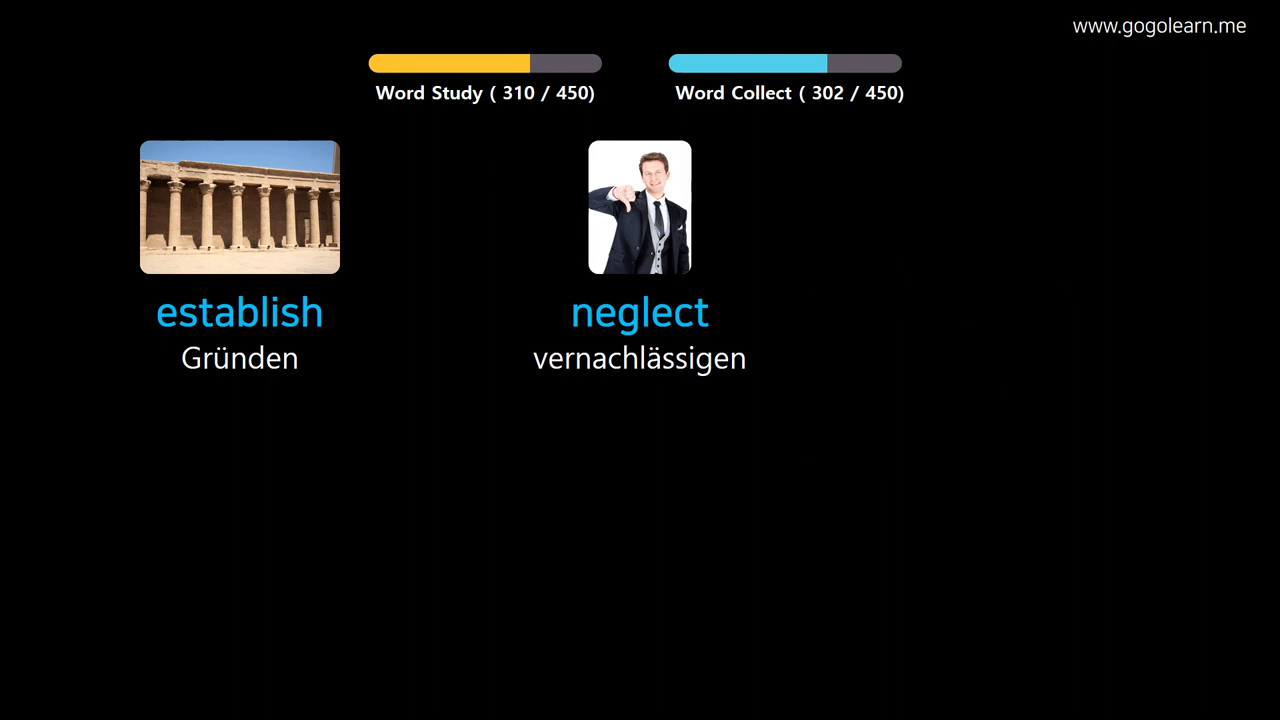 www.gogolearn.me
Word Study ( 310 / 450)
Word Collect ( 302 / 450)
establish
Gründen
neglect
vernachlässigen